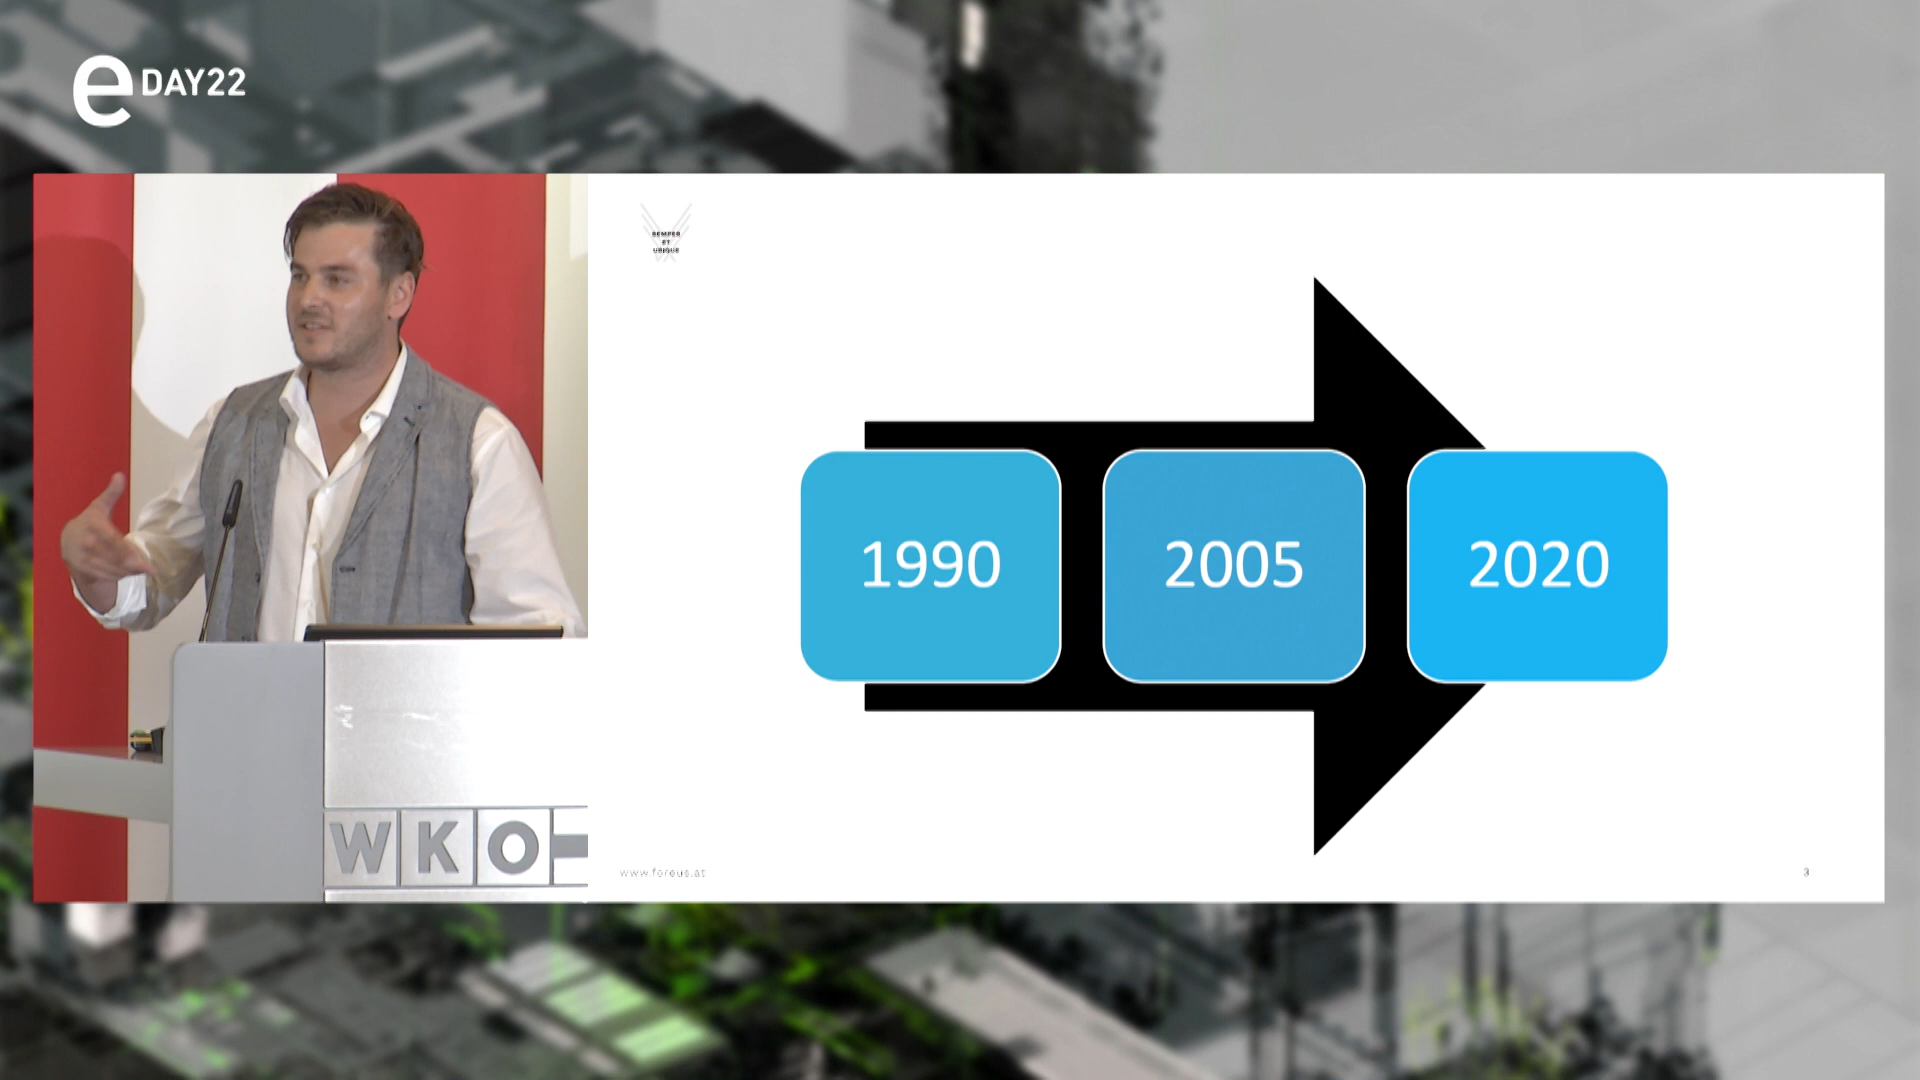 e DAY22
SEMPER
ET
UBIQUE
1990
2005
2020
WKO
www.foreus.at
3